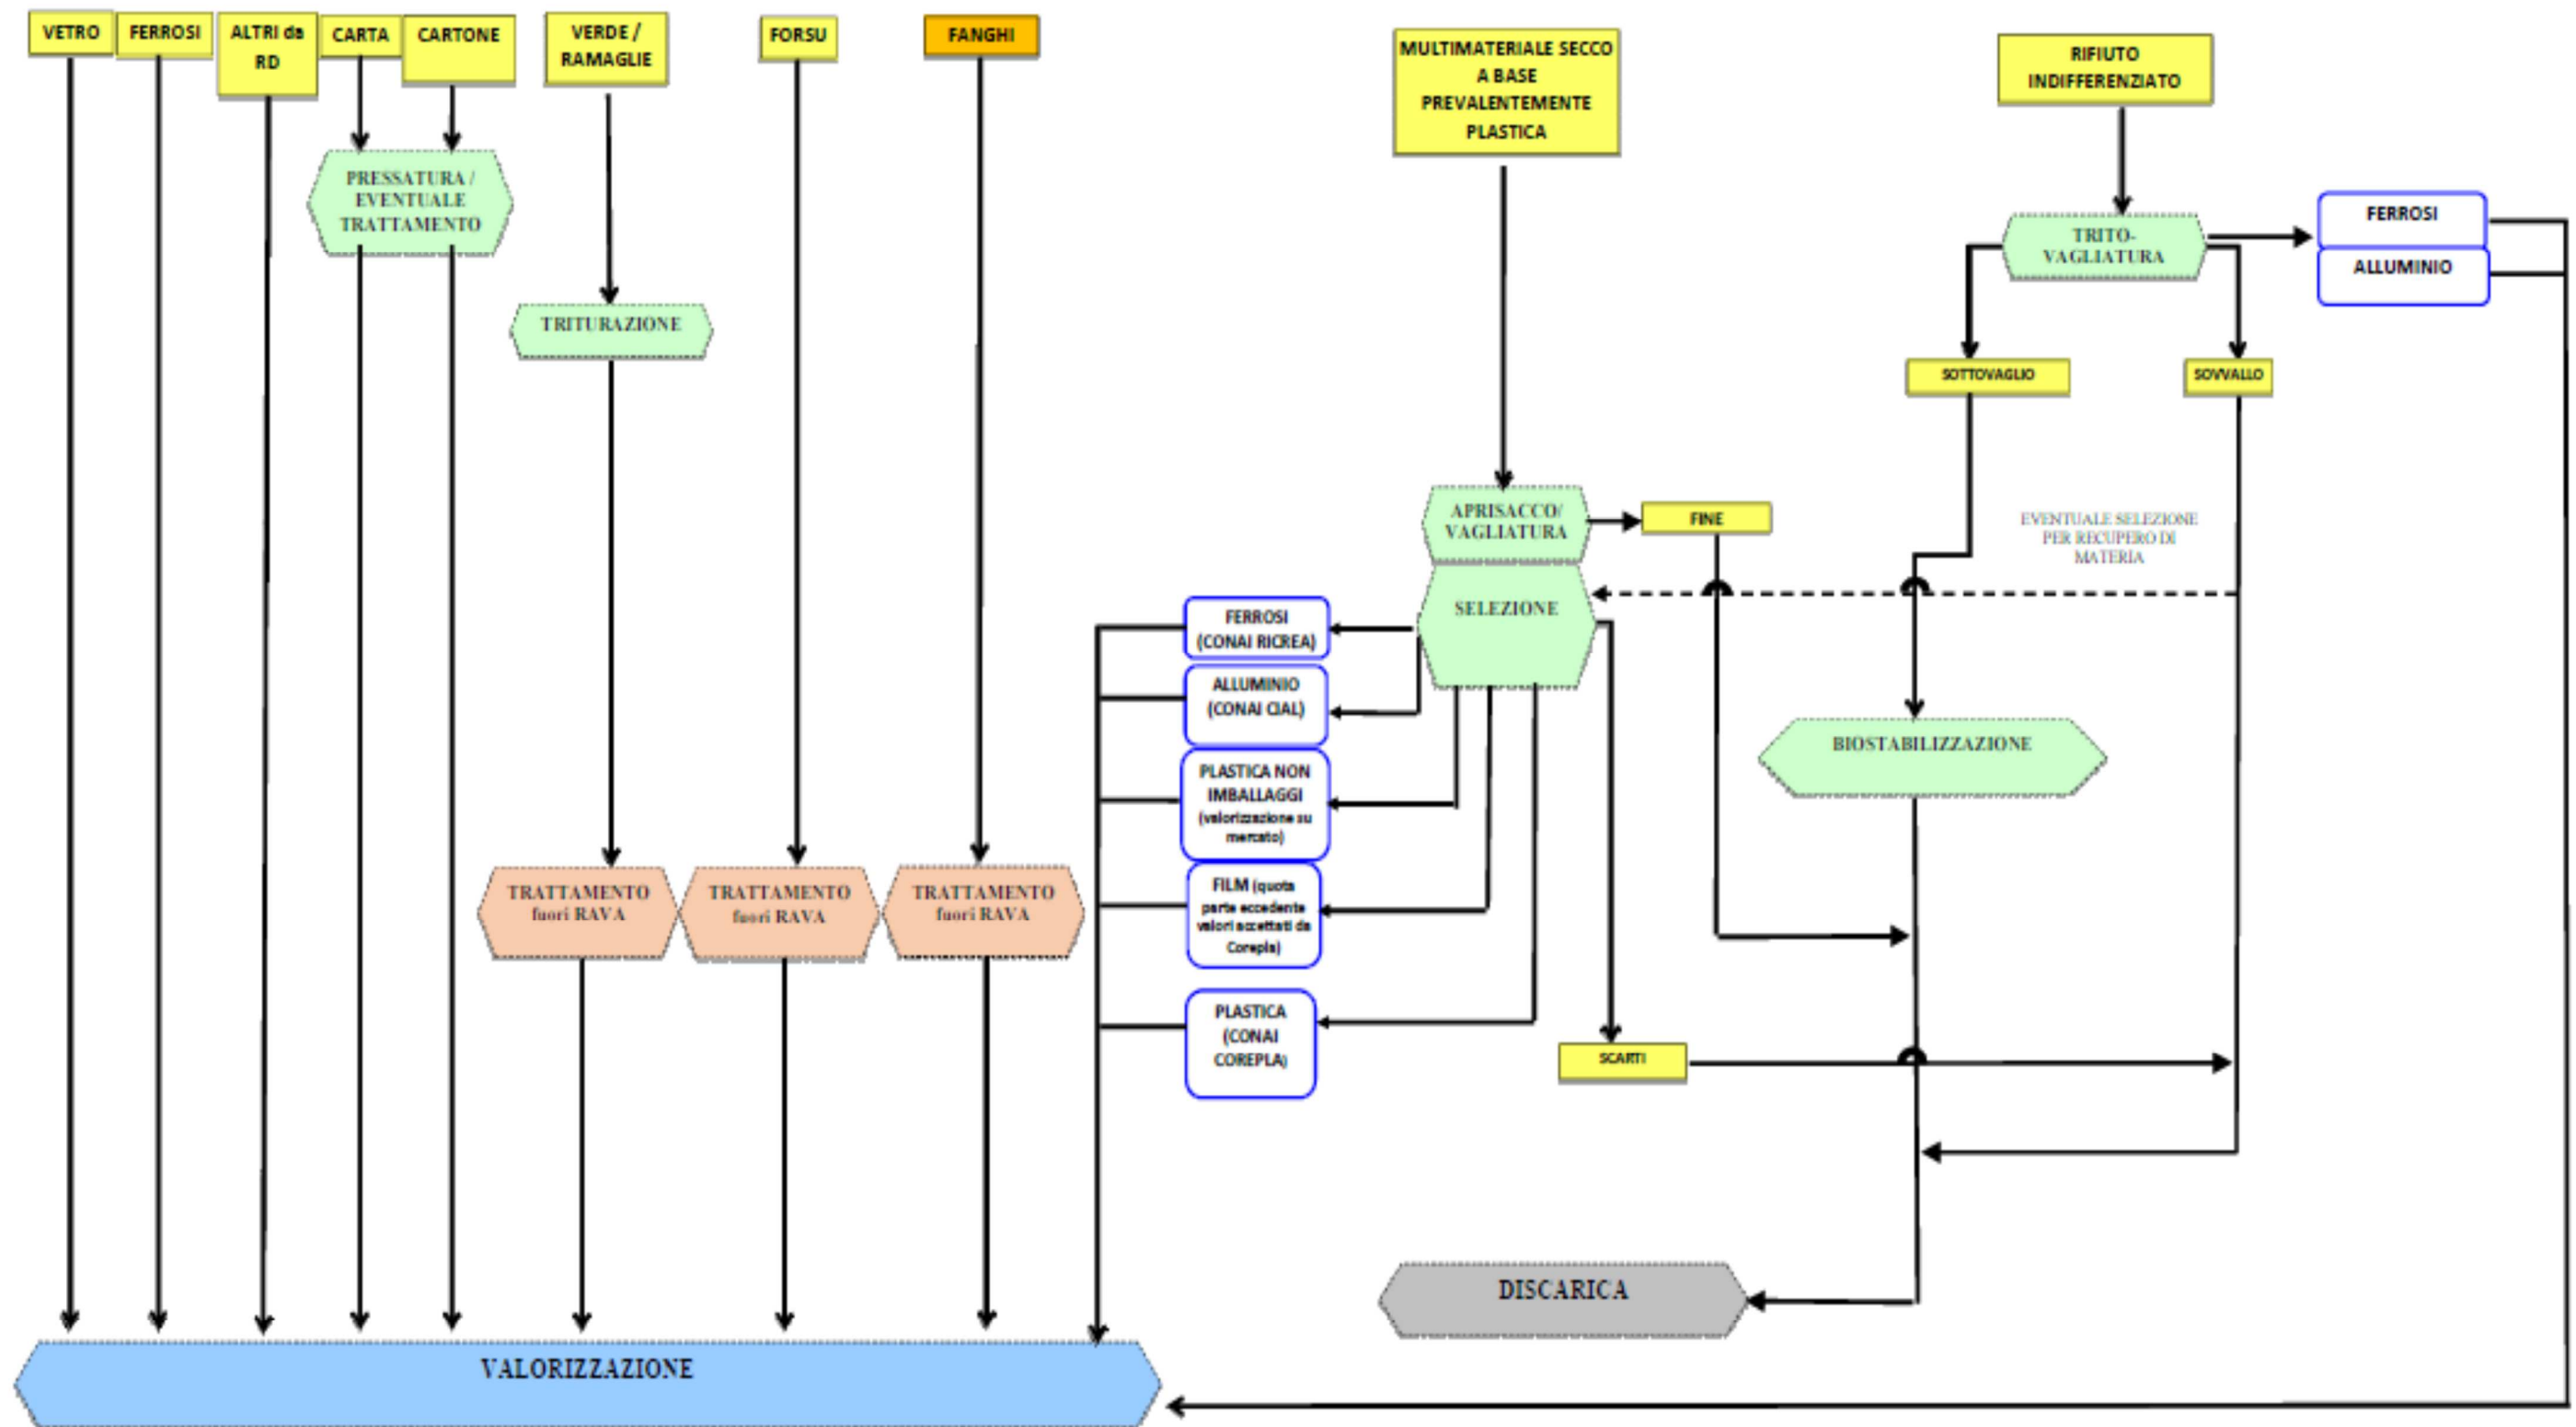 VETRO
FERROSI
ALTRI da
RD
CARTA
CARTONE
VERDE /
RAMAGLIE
FORSU
FANGHI
MULTIMATERIALE SECCO
A BASE
PREVALENTEMENTE
PLASTICA
RIFIUTO
INDIFFERENZIATO
PRESSATURA /
EVENTUALE
TRATTAMENTO
TRITO-
VAGLIATURA
FERROSI
ALLUMINIO
TRITURAZIONE
SOTTOVAGLIO
SOVVALLO
APRISACCO/
VAGLIATURA
FINE
EVENTUALE SELEZIONE
PER RECUPERO DI
MATERIA
SELEZIONE
FERROSI
(CONAI RICREA)
ALLUMINIO
(CONAI CIAL)
PLASTICA NON
IMBALLAGGI
(valorizzazione su
mercato)
FILM (quota
parte eccedente
valori accettati da
Corepla)
PLASTICA
(CONAI
COREPLA)
BIOSTABILIZZAZIONE
TRATTAMENTO
fuori RAVA
TRATTAMENTO
fuori RAVA
TRATTAMENTO
fuori RAVA
SCARTI
DISCARICA
VALORIZZAZIONE